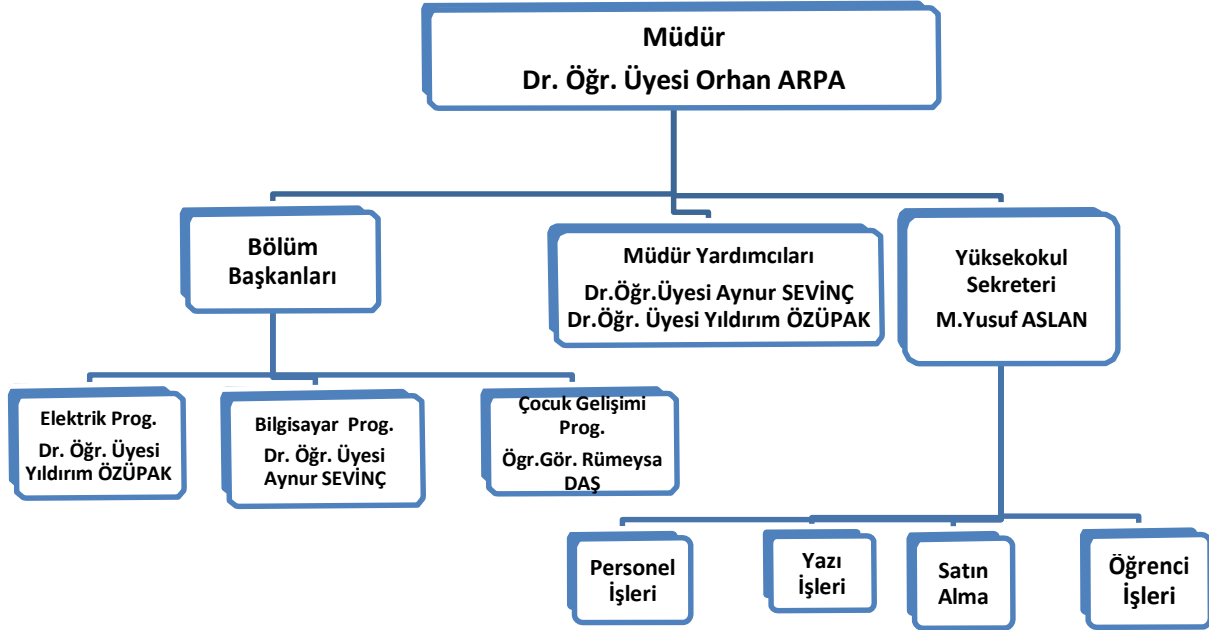 Müdür
Dr. Öğr. Üyesi Orhan ARPA
Bölüm
Başkanları
Müdür Yardımcıları
Dr.Öğr.Üyesi Aynur SEVİNÇ
Dr.Öğr. Üyesi Yıldırım ÖZÜPAK
Yüksekokul
Sekreteri
M.Yusuf ASLAN
Elektrik Prog.
Dr. Öğr. Üyesi
Yıldırım ÖZÜPAK
Bilgisayar Prog.
Dr. Öğr. Üyesi
Aynur SEVİNÇ
Çocuk Gelişimi
Prog.
Ögr.Gör. Rümeysa
DAŞ
Personel
İşleri
Yazı
İşleri
Satın
Alma
Öğrenci
İşleri